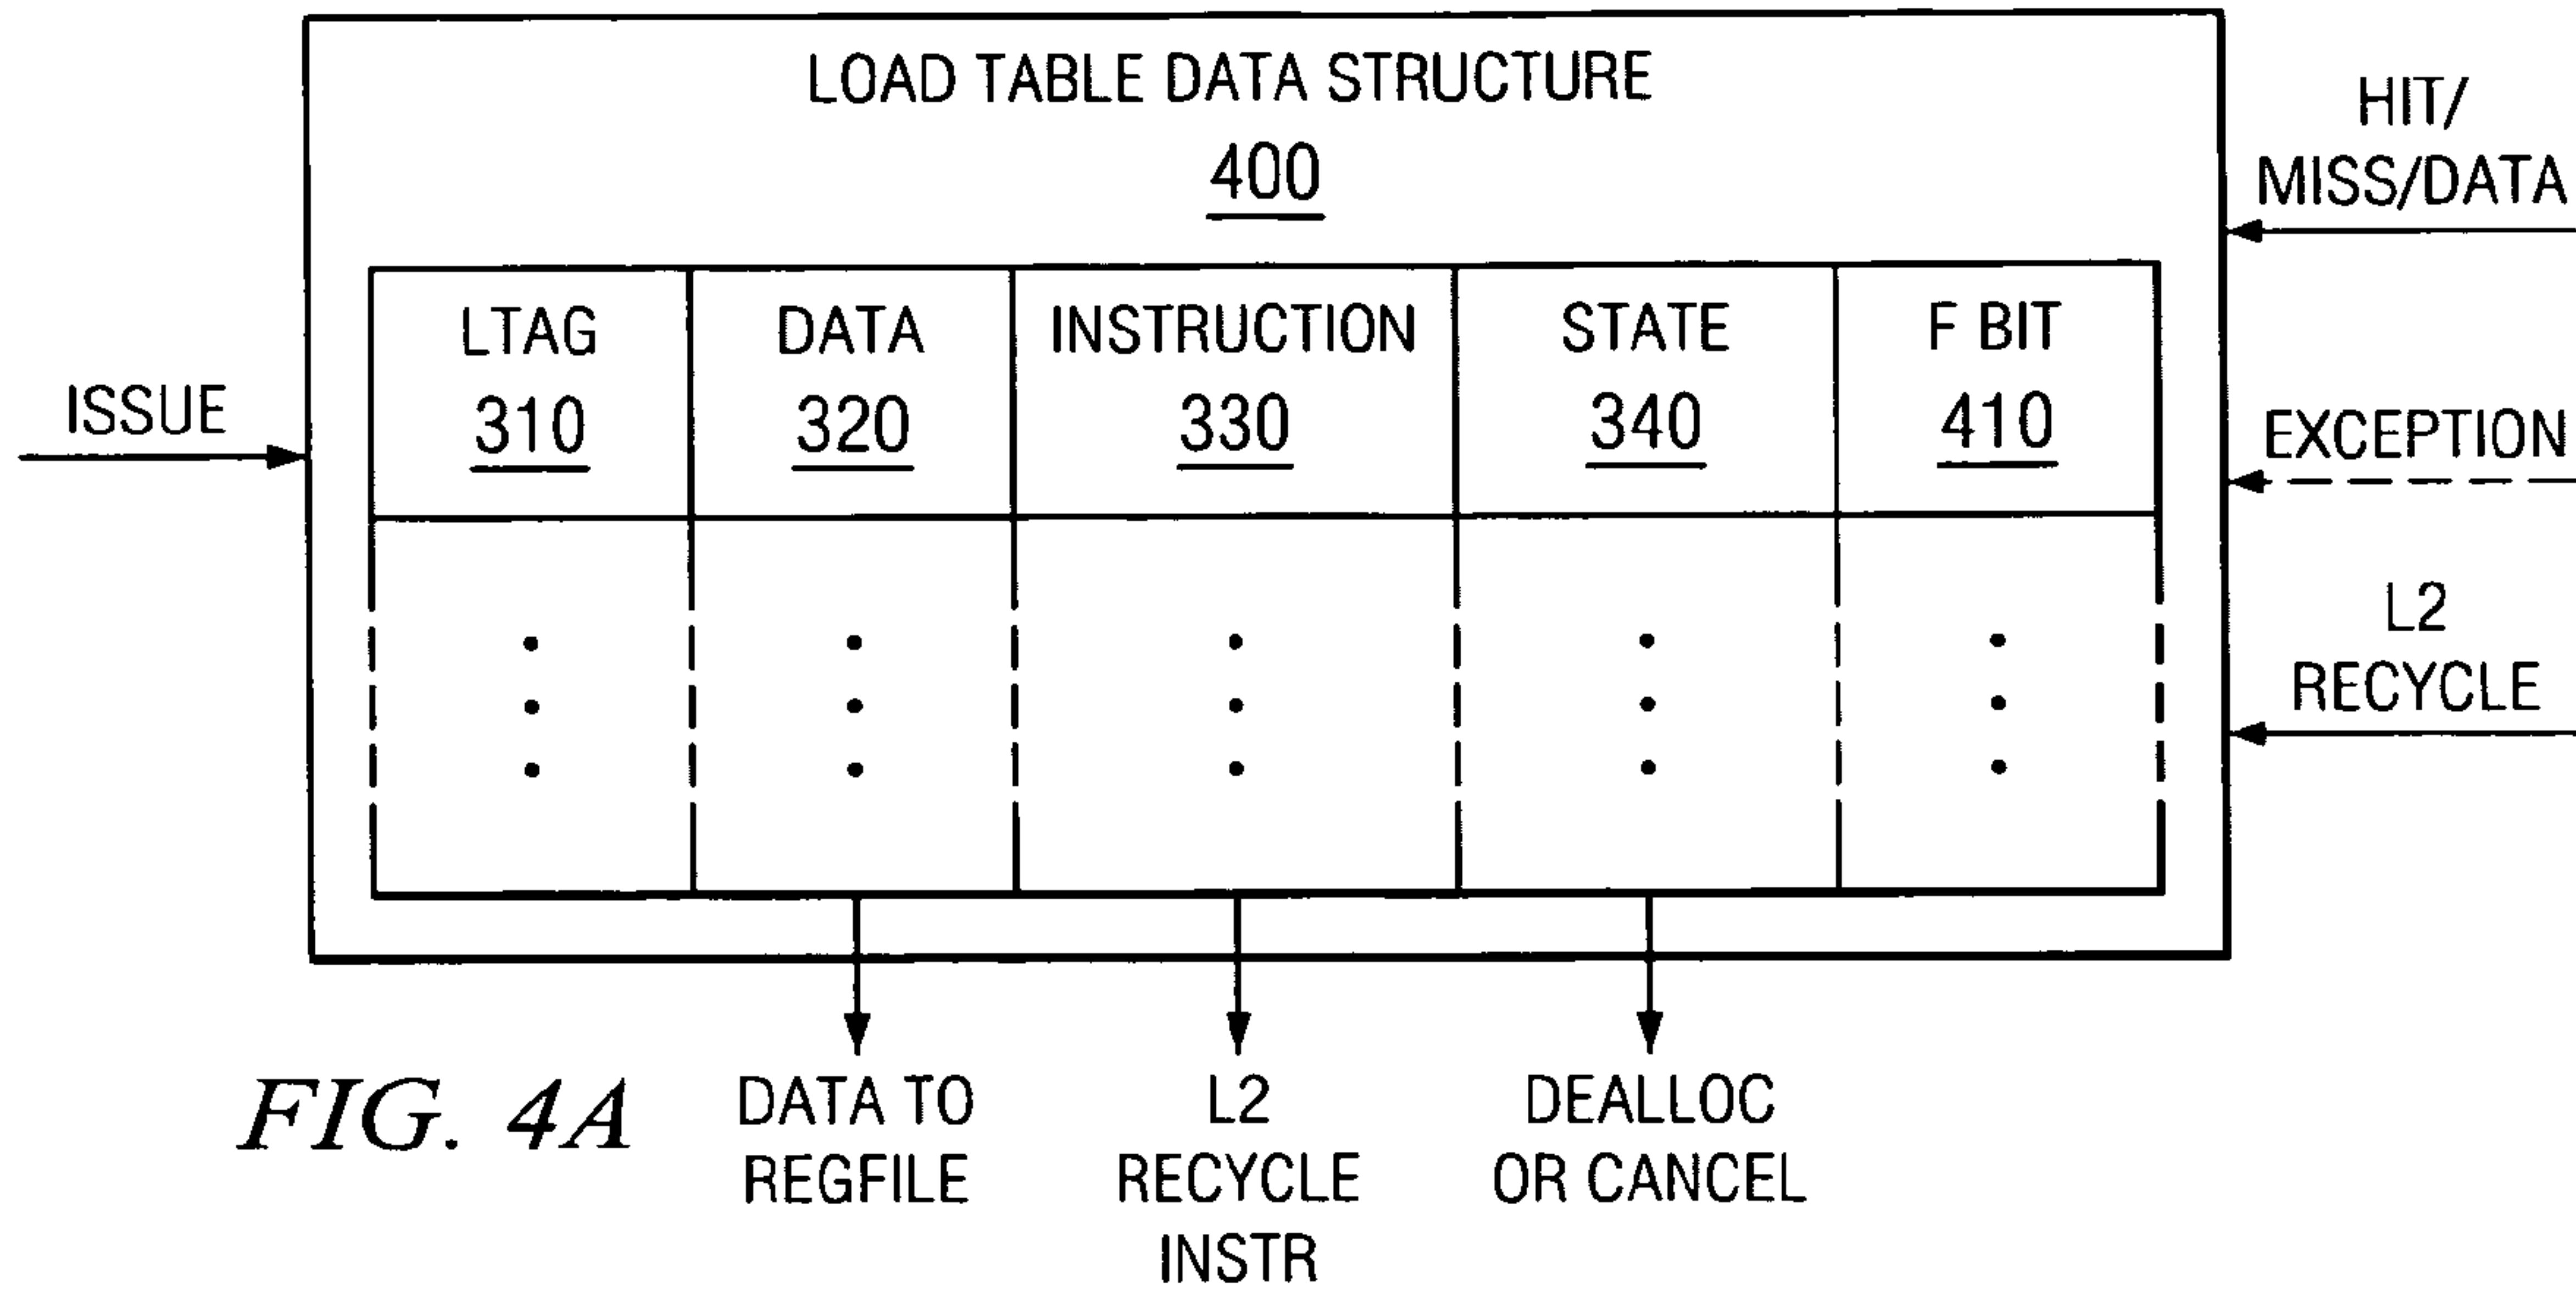 LOAD TABLE DATA STRUCTURE
400
HIT/
MISS/DATA
LTAG DATA INSTRUCTION STATE F BIT
310 320 330 340 410
ISSUE
EXCEPTION
L2
RECYCLE
FIG. 4A
DATA TO
REGFILE
L2
RECYCLE
INSTR
DEALLOC
OR CANCEL